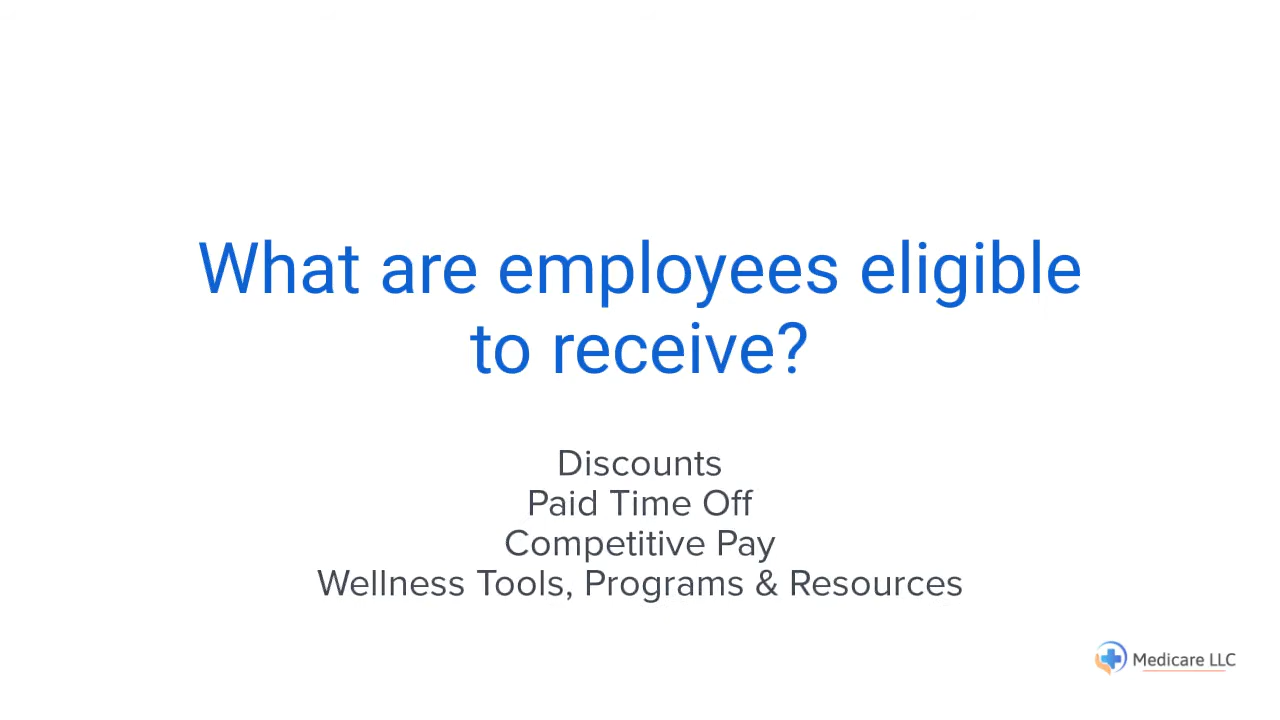 What are employees eligible
to receive?
Discounts
Paid Time Off
Competitive Pay
Wellness Tools, Programs & Resources
Medicare LLC